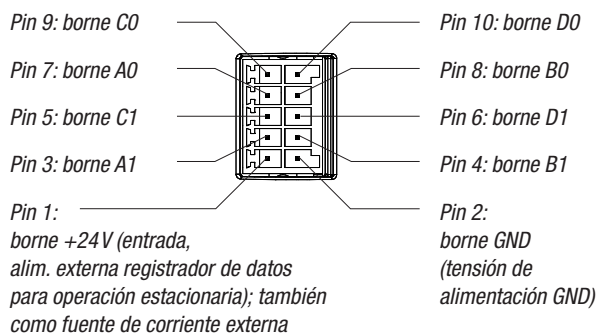 Pin 9: borne C0
Pin 10: borne D0
Pin 7: borne A0
Pin 8: borne B0
Pin 5: borne C1
Pin 6: borne D1
Pin 3: borne A1
Pin 4: borne B1
Pin 1:
borne +24V (entrada,
alim. externa registrador de datos
para operación estacionaria); también
como fuente de corriente externa
Pin 2:
borne GND
(tensión de
alimentación GND)